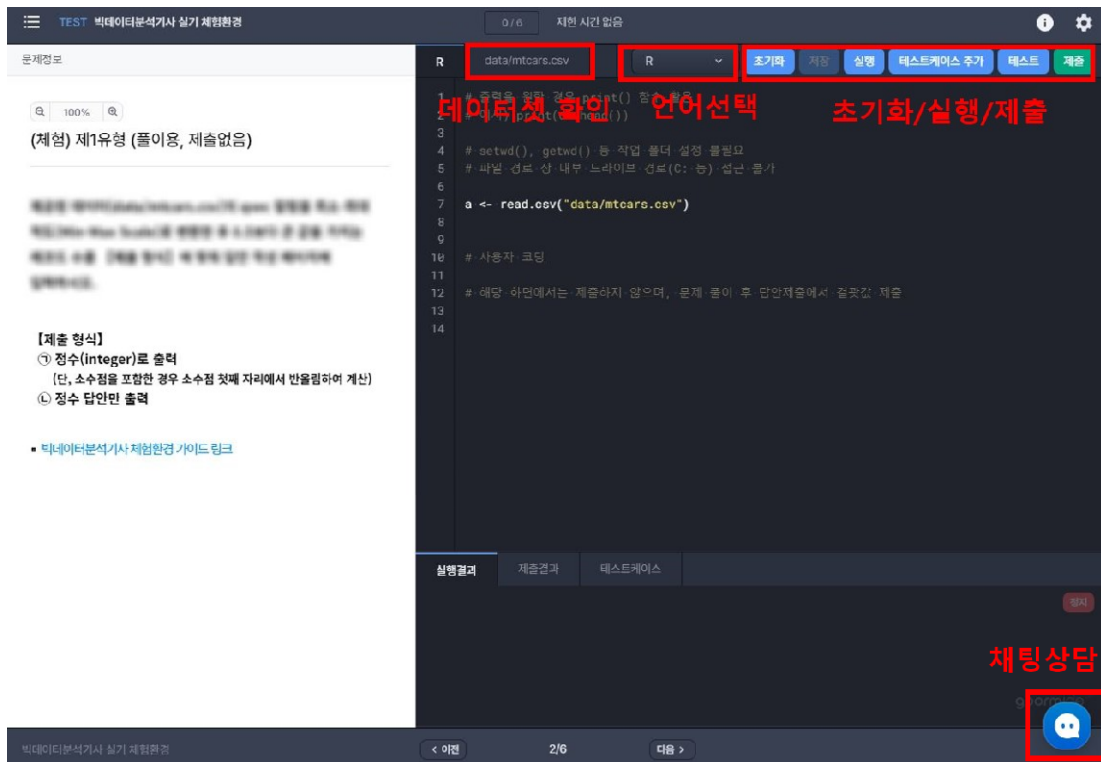 TEST 빅데이터분석기사 실기 체험환경
0/6 제한 시간 없음
문제정보
R data/mtcars.csv R 초기화 저장 실행 테스트케이스 추가 테스트 제출
데이터셋 확인 언어선택 초기화/실행/제출
100%
(체험) 제1유형 (풀이용, 제출없음)
【제출 형식】
㉠ 정수(integer)로 출력
(단, 소수점을 포함한 경우 소수점 첫째 자리에서 반올림하여 계산)
㉡ 정수 답안만 출력
▪ 빅데이터분석기사 체험환경 가이드 링크
1 # 출력을 원할 경우 print() 함수 활용
2
3
4 # setwd(), getwd() 등 작업 폴더 설정 불필요
5 # 파일 경로 상 내부 드라이브 경로(C: 등) 접근 불가
6
7 a <- read.csv("data/mtcars.csv")
8
9
10 # 사용자 코딩
11
12 # 해당 화면에서는 제출하지 않으며, 문제 풀이 후 답안제출에서 결괏값 제출
13
14
실행결과 제출결과 테스트케이스
정지
채팅상담
빅데이터분석기사 실기 체험환경
< 이전 2/6 다음 >